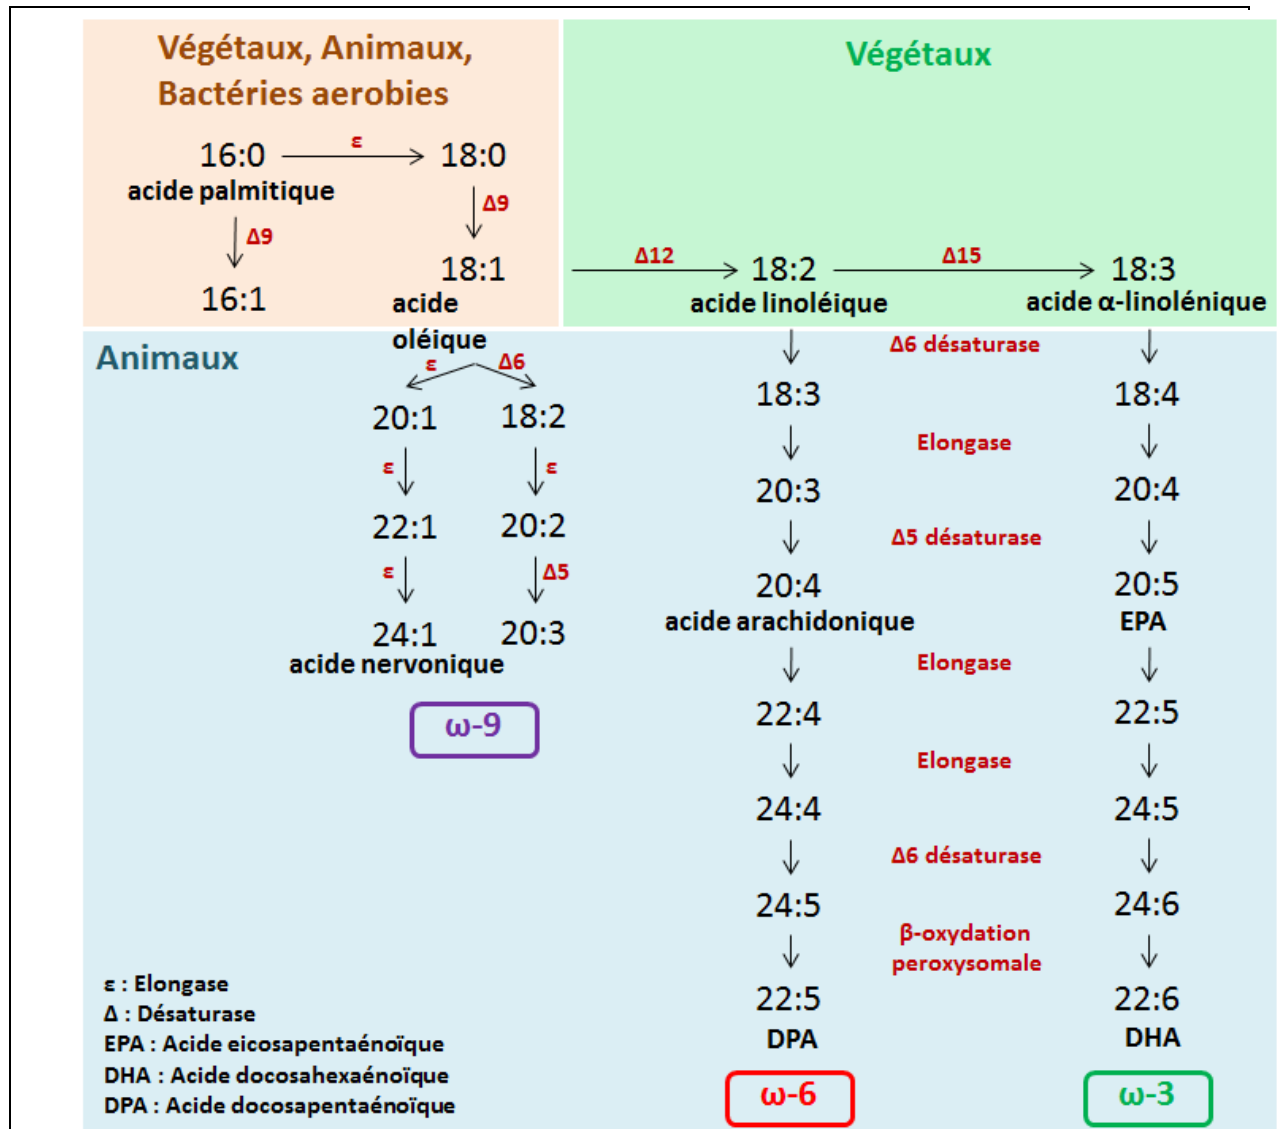 Végétaux, Animaux,
Bactéries aerobies
Végétaux
16:0 ε 18:0
acide palmitique
Δ9
Δ9
16:1
18:1
acide
oléique
Δ12 18:2 Δ15 18:3
acide linoléique acide α-linolénique
Animaux
ε Δ6
20:1 18:2
ε ε
22:1 20:2
ε Δ5
24:1 20:3
acide nervonique
ω-9
Δ6 désaturase
18:3 18:4
Elongase
20:3 20:4
Δ5 désaturase
20:4 20:5
acide arachidonique EPA
Elongase
22:4 22:5
Elongase
24:4 24:5
Δ6 désaturase
24:5 24:6
β-oxydation
peroxysomale
22:5 22:6
DPA DHA
ω-6 ω-3
ε : Elongase
Δ : Désaturase
EPA : Acide eicosapentaénoïque
DHA : Acide docosahexaénoïque
DPA : Acide docosapentaénoïque